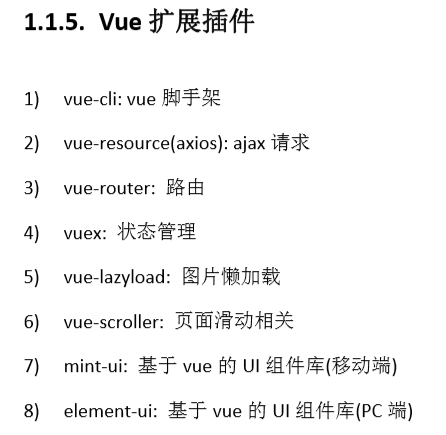 1.1.5. Vue 扩展插件
1) vue-cli: vue 脚手架
2) vue-resource(axios): ajax 请求
3) vue-router: 路由
4) vuex: 状态管理
5) vue-lazyload: 图片懒加载
6) vue-scroller: 页面滑动相关
7) mint-ui: 基于 vue 的 UI 组件库(移动端)
8) element-ui: 基于 vue 的 UI 组件库(PC 端)